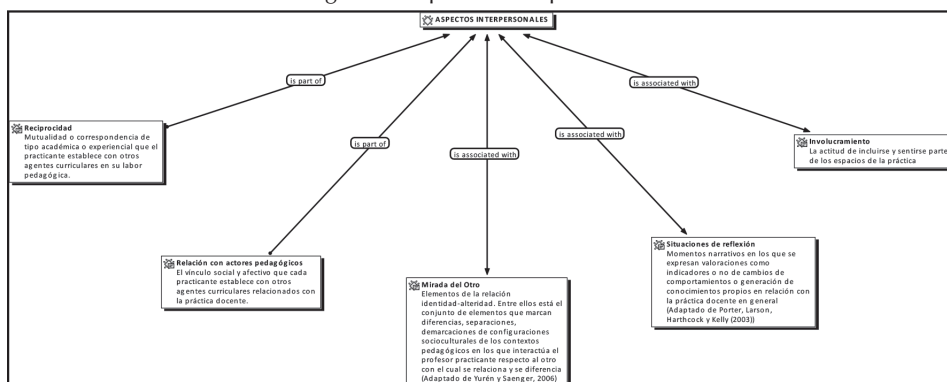 ASPECTOS INTERPERSONALES
is part of
is associated with
is part of
is associated with
is associated with
Reciprocidad
Mutualidad o correspondencia de
tipo académica o experiencial que el
practicante establece con otros
agentes curriculares en su labor
pedagógica.
Involucramiento
La actitud de incluirse y sentirse parte
de los espacios de la práctica
Relación con actores pedagógicos
El vínculo social y afectivo que cada
practicante establece con otros
agentes curriculares relacionados con
la práctica docente.
Mirada del Otro
Elementos de la relación
identidad-alteridad. Entre ellos está el
conjunto de elementos que marcan
diferencias, separaciones,
demarcaciones de configuraciones
socioculturales de los contextos
pedagógicos en los que interactúa el
profesor practicante respecto al otro
con el cual se relaciona y se diferencia
(Adaptado de Yurén y Saenger, 2006)
Situaciones de reflexión
Momentos narrativos en los que se
expresan valoraciones como
indicadores o no de cambios de
comportamientos o generación de
conocimientos propios en relación con
la práctica docente en general
(Adaptado de Porter, Larson,
Harthcock y Kelly (2003))